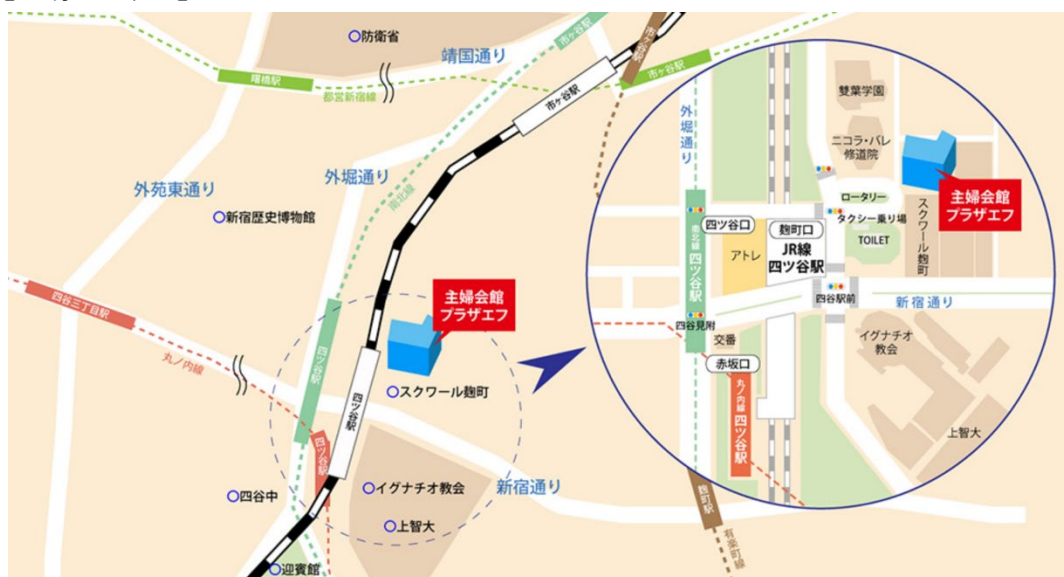 防衛省
靖国通り
市ヶ谷駅
市ヶ谷駅
曙橋駅
都営新宿線
市ヶ谷駅
市ヶ谷駅
外苑東通り
外堀通り
南北線
新宿歴史博物館
四谷三丁目駅
丸ノ内線
主婦会館
プラザエフ
四ツ谷駅
四ツ谷駅
四ツ谷駅
スクワール麹町
四谷中
イグナチオ教会
新宿通り
上智大
迎賓館
麹町駅
有楽町線
外堀通り
雙葉学園
ニコラ・バレ
修道院
主婦会館
プラザエフ
ロータリー
タクシー乗り場
TOILET
スクワール麹町
四ツ谷口
麹町口
アトレ
JR線
四ツ谷駅
南北線 四ツ谷駅
四谷駅前
新宿通り
四谷見附
交番
赤坂口
丸ノ内線 四ツ谷駅
イグナチオ
教会
上智大